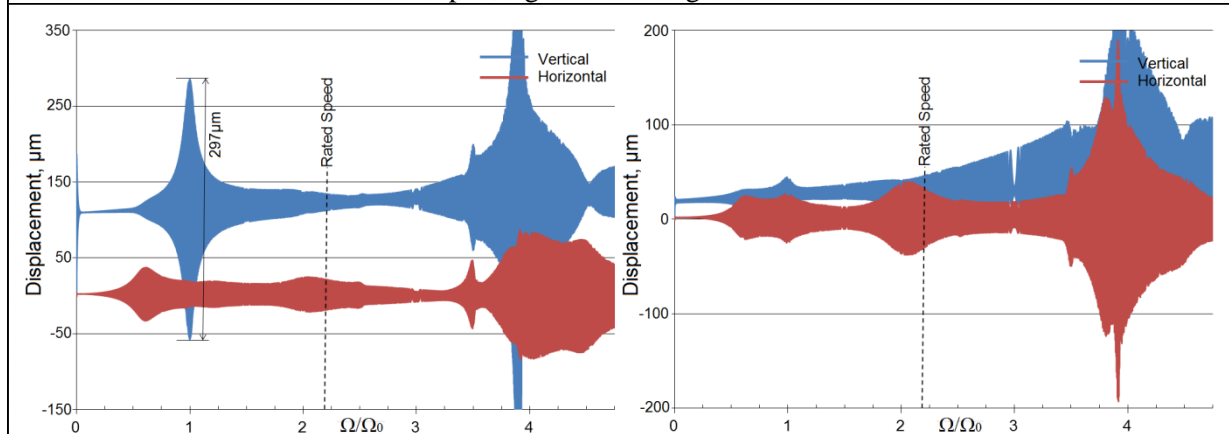 350
250
150
50
-50
-150
Displacement, μm
297μm
Rated Speed
Vertical
Horizontal
0
1
2
Ω/Ω₀
3
4
200
100
0
-100
-200
Displacement, μm
Rated Speed
Vertical
Horizontal
0
1
2
Ω/Ω₀
3
4